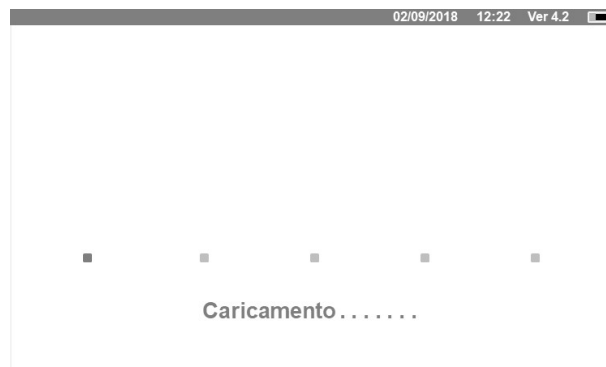 02/09/2018 12:22 Ver 4.2
Caricamento . . . . . . .